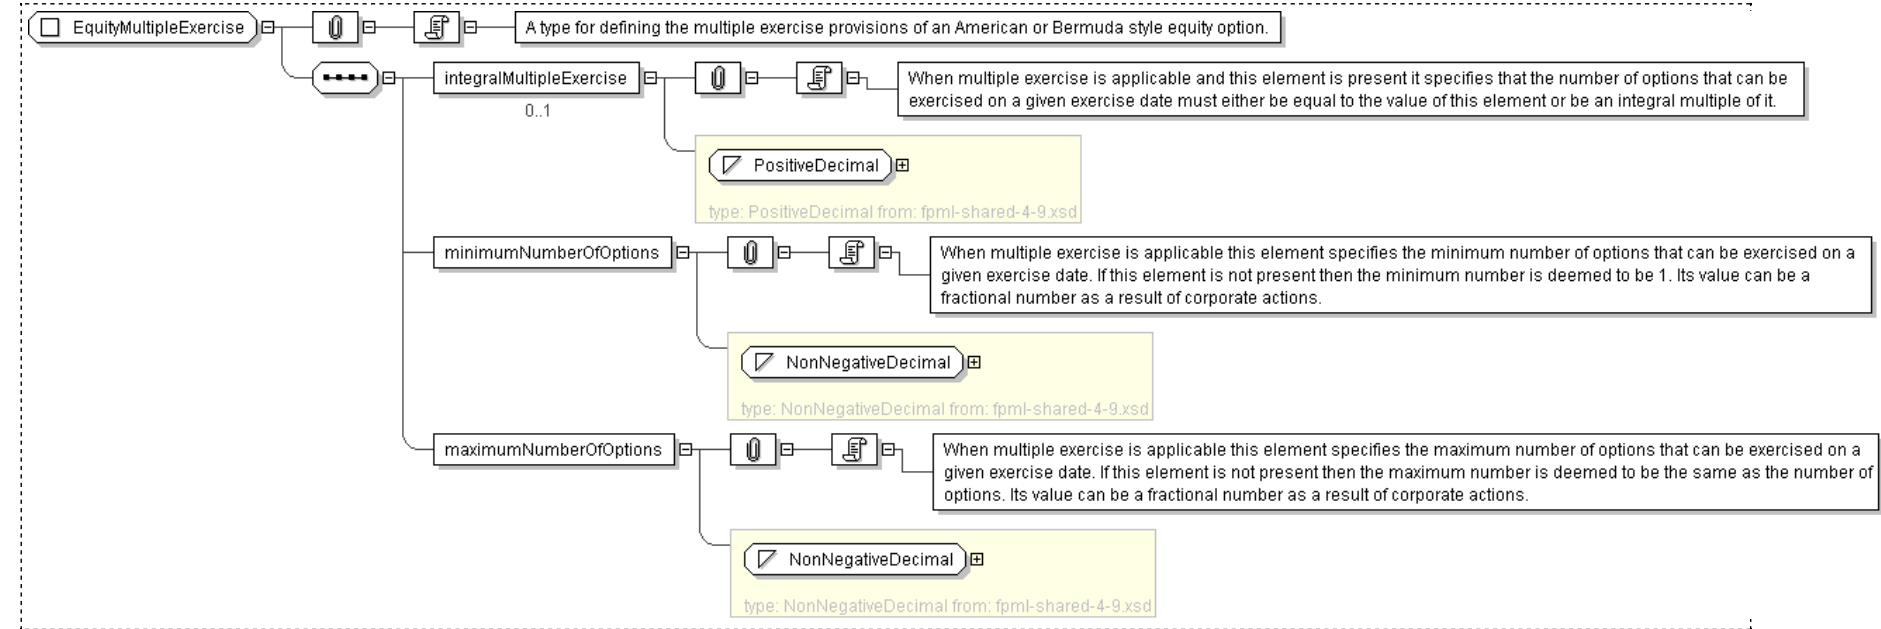 EquityMultipleExercise
A type for defining the multiple exercise provisions of an American or Bermuda style equity option.
integralMultipleExercise
0..1
When multiple exercise is applicable and this element is present it specifies that the number of options that can be
exercised on a given exercise date must either be equal to the value of this element or be an integral multiple of it.
PositiveDecimal
type: PositiveDecimal from: fpml-shared-4-9.xsd
minimumNumberOfOptions
When multiple exercise is applicable this element specifies the minimum number of options that can be exercised on a
given exercise date. If this element is not present then the minimum number is deemed to be 1. Its value can be a
fractional number as a result of corporate actions.
NonNegativeDecimal
type: NonNegativeDecimal from: fpml-shared-4-9.xsd
maximumNumberOfOptions
When multiple exercise is applicable this element specifies the maximum number of options that can be exercised on a
given exercise date. If this element is not present then the maximum number is deemed to be the same as the number of
options. Its value can be a fractional number as a result of corporate actions.
NonNegativeDecimal
type: NonNegativeDecimal from: fpml-shared-4-9.xsd